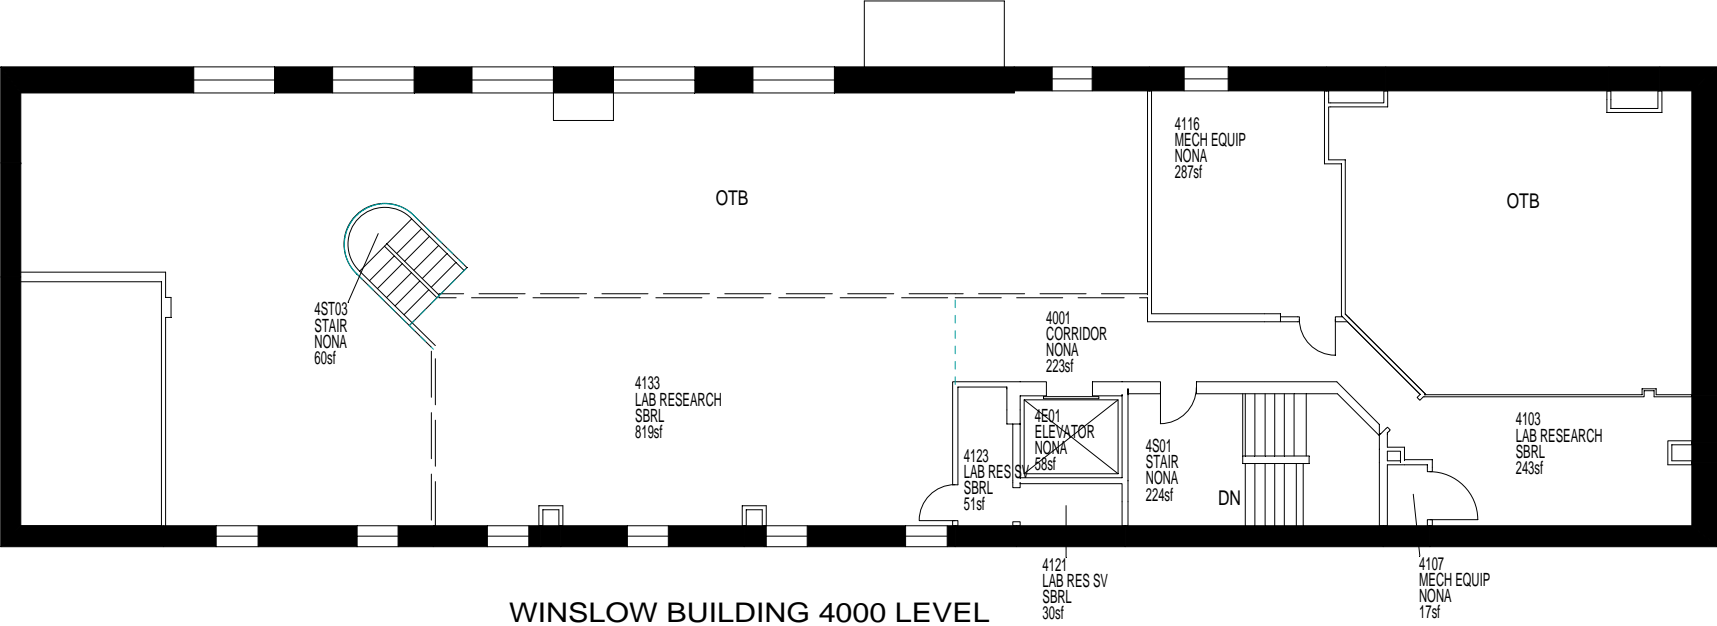 4116
MECH EQUIP
NONA
287sf
OTB
OTB
4ST03
STAIR
NONA
60sf
4001
CORRIDOR
NONA
223sf
4133
LAB RESEARCH
SBRL
819sf
4E01
ELEVATOR
NONA
58sf
4103
LAB RESEARCH
SBRL
243sf
4123
LAB RES SV
SBRL
51sf
4S01
STAIR
NONA
224sf
DN
4121
LAB RES SV
SBRL
30sf
4107
MECH EQUIP
NONA
17sf
WINSLOW BUILDING 4000 LEVEL